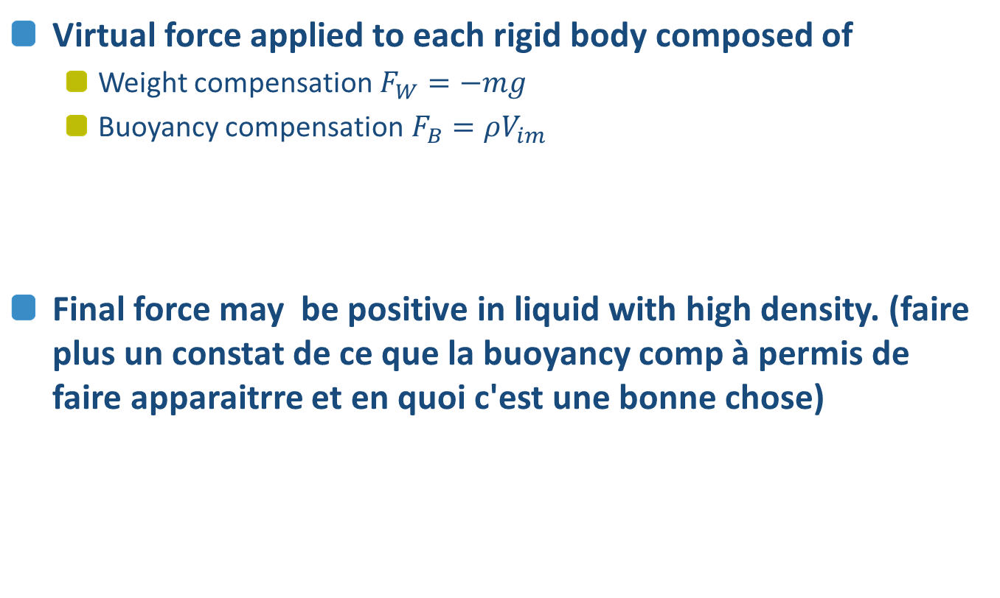 Virtual force applied to each rigid body composed of
Weight compensation $F_W = -mg$
Buoyancy compensation $F_B = \rho V_{im}$
Final force may  be positive in liquid with high density. (faire
plus un constat de ce que la buoyancy comp à permis de
faire apparaitrre et en quoi c'est une bonne chose)